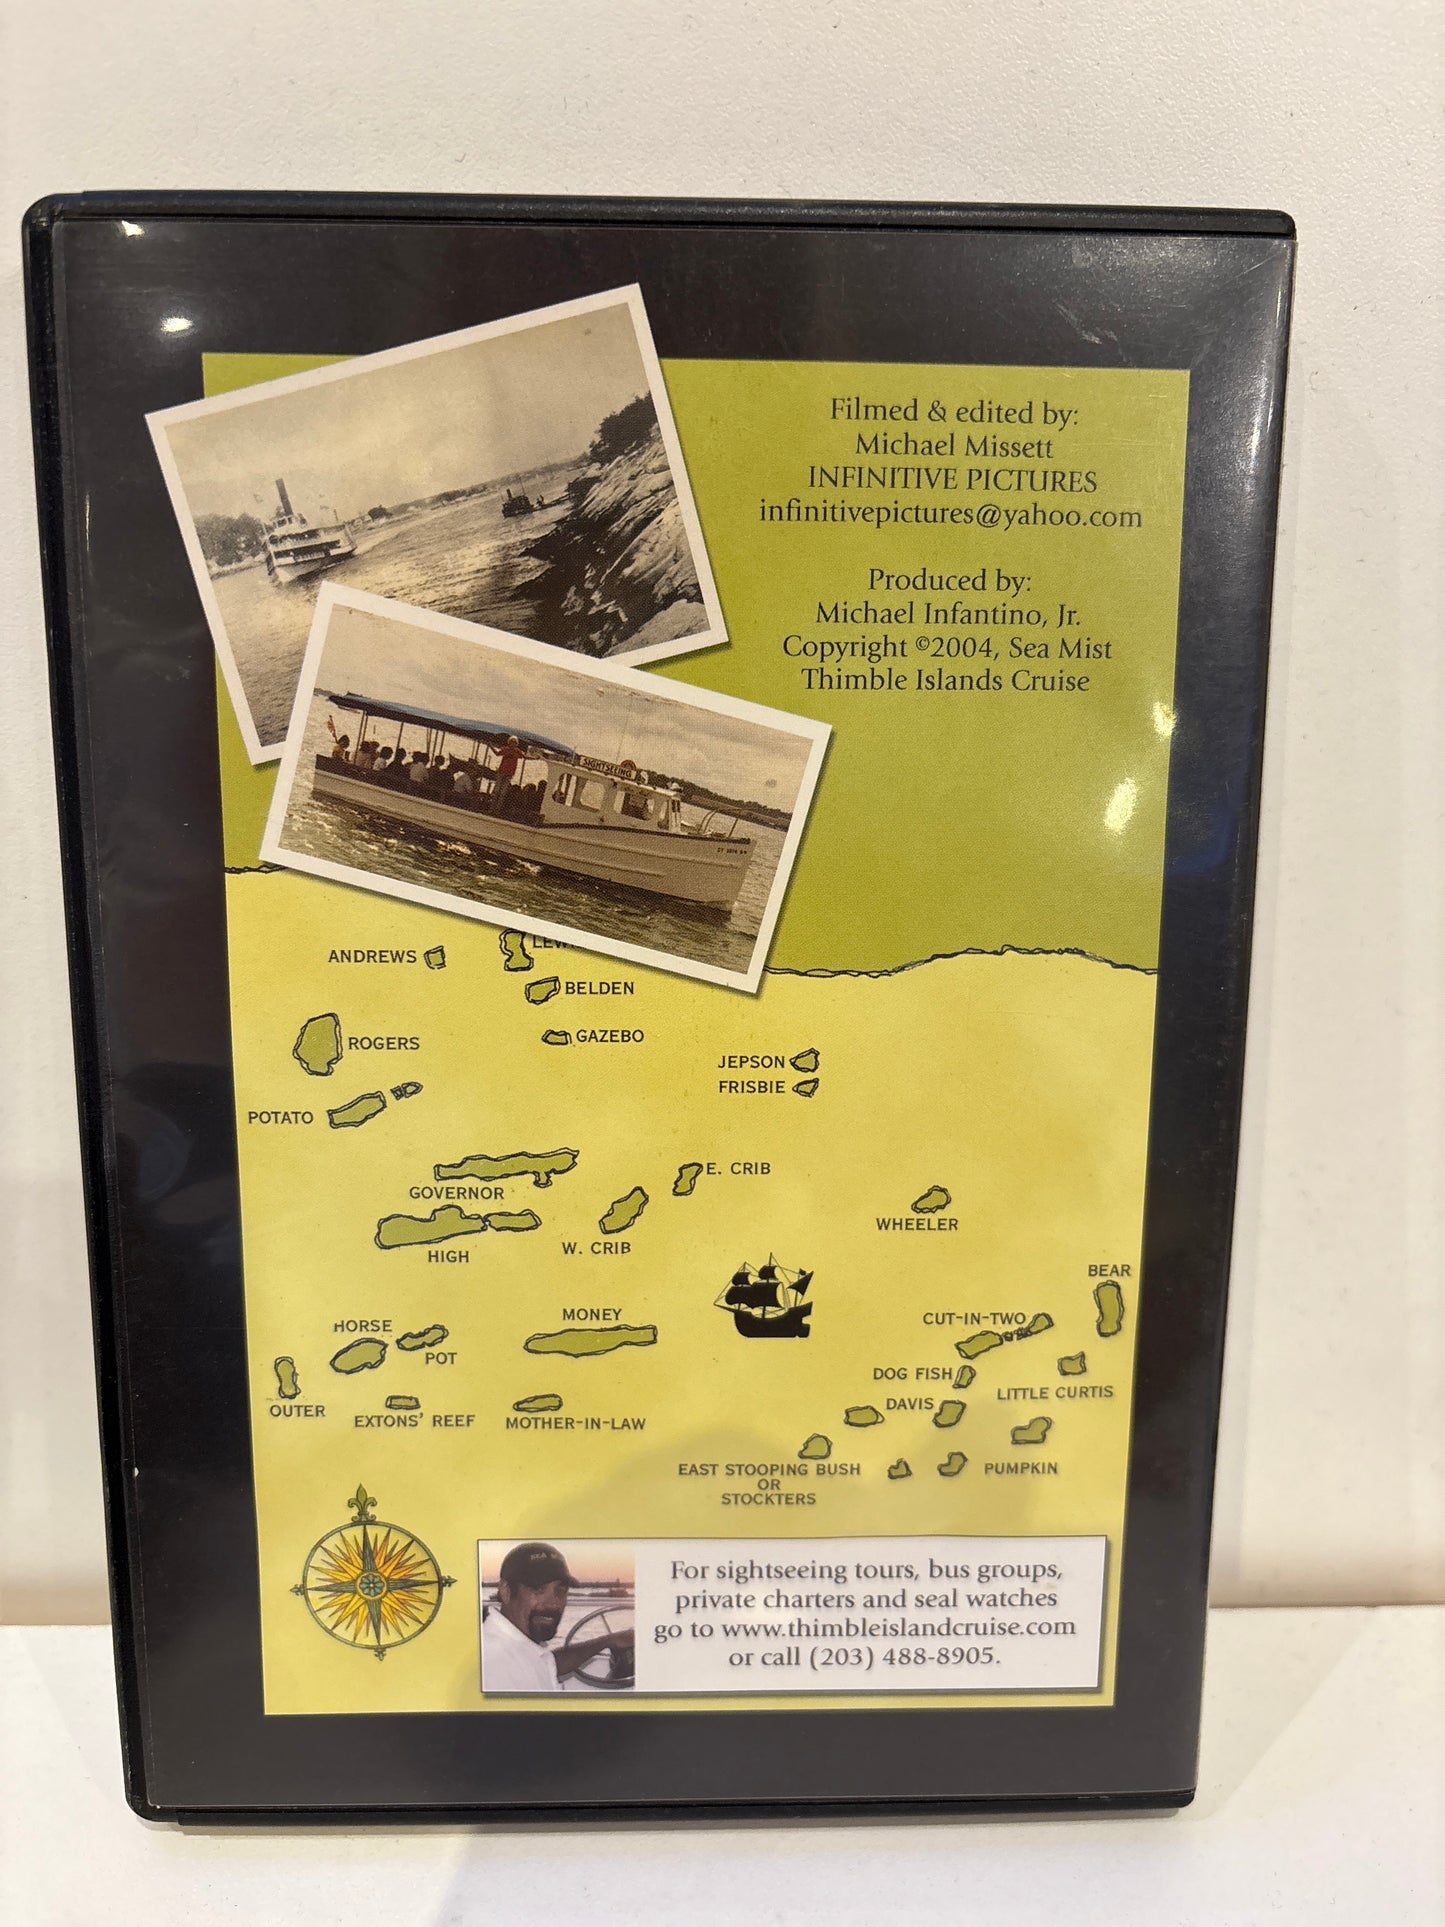 Filmed & edited by:
Michael Missett
INFINITIVE PICTURES
infinitivepictures@yahoo.com
Produced by:
Michael Infantino, Jr.
Copyright ©2004, Sea Mist
Thimble Islands Cruise
SIGHTSEEING
ANDREWS
BELDEN
ROGERS
GAZEBO
JEPSON
FRISBIE
POTATO
E. CRIB
GOVERNOR
WHEELER
W. CRIB
HIGH
BEAR
MONEY
CUT-IN-TWO
HORSE
POT
DOG FISH
LITTLE CURTIS
DAVIS
OUTER
EXTONS' REEF
MOTHER-IN-LAW
EAST STOOPING BUSH
OR
STOCKTERS
PUMPKIN
For sightseeing tours, bus groups,
private charters and seal watches
go to www.thimbleislandcruise.com
or call (203) 488-8905.